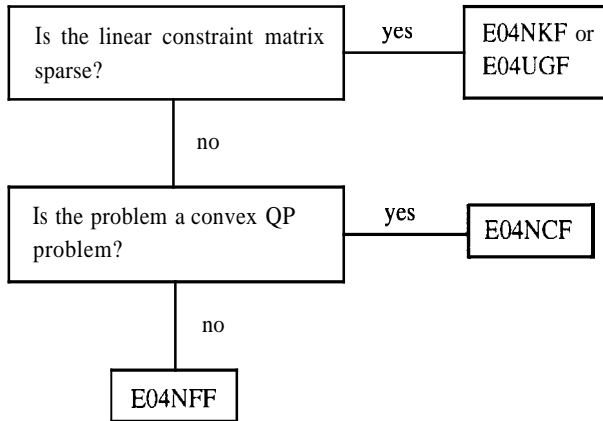 Is the linear constraint matrix
sparse?
yes
E04NKF or
E04UGF
no
Is the problem a convex QP
problem?
yes
E04NCF
no
E04NFF